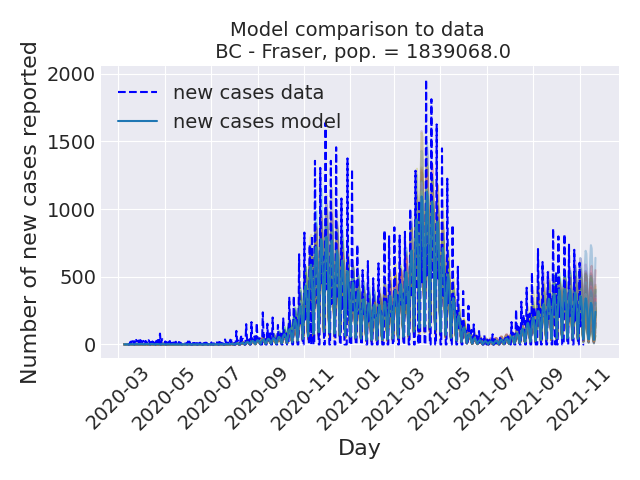 Model comparison to data
BC - Fraser, pop. = 1839068.0
Number of new cases reported
2000
1500
1000
500
0
new cases data
new cases model
2020-03
2020-05
2020-07
2020-09
2020-11
2021-01
2021-03
2021-05
2021-07
2021-09
2021-11
Day